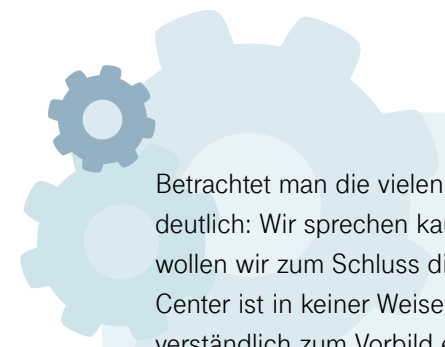 Betrachtet man die vielen
deutlich: Wir sprechen
wollen wir zum Schluss
Center ist in keiner Weise
verständlich zum Vorbild